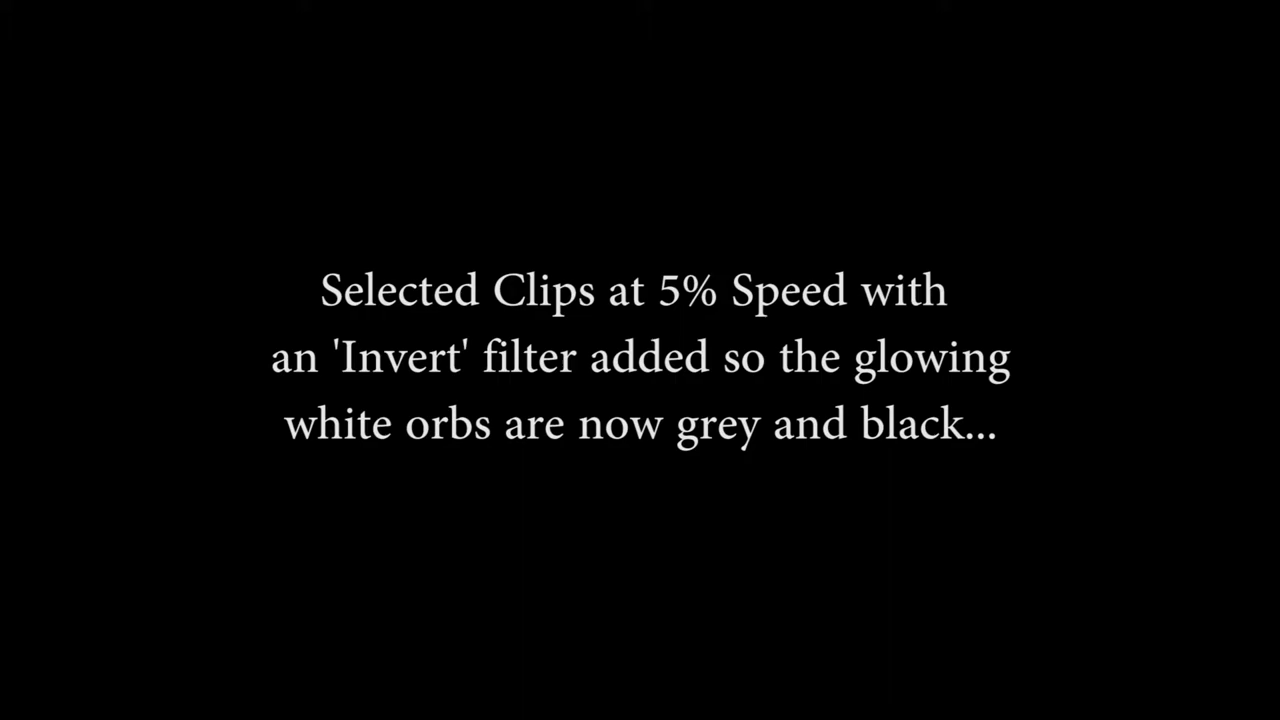 Selected Clips at 5% Speed with
an 'Invert' filter added so the glowing
white orbs are now grey and black...